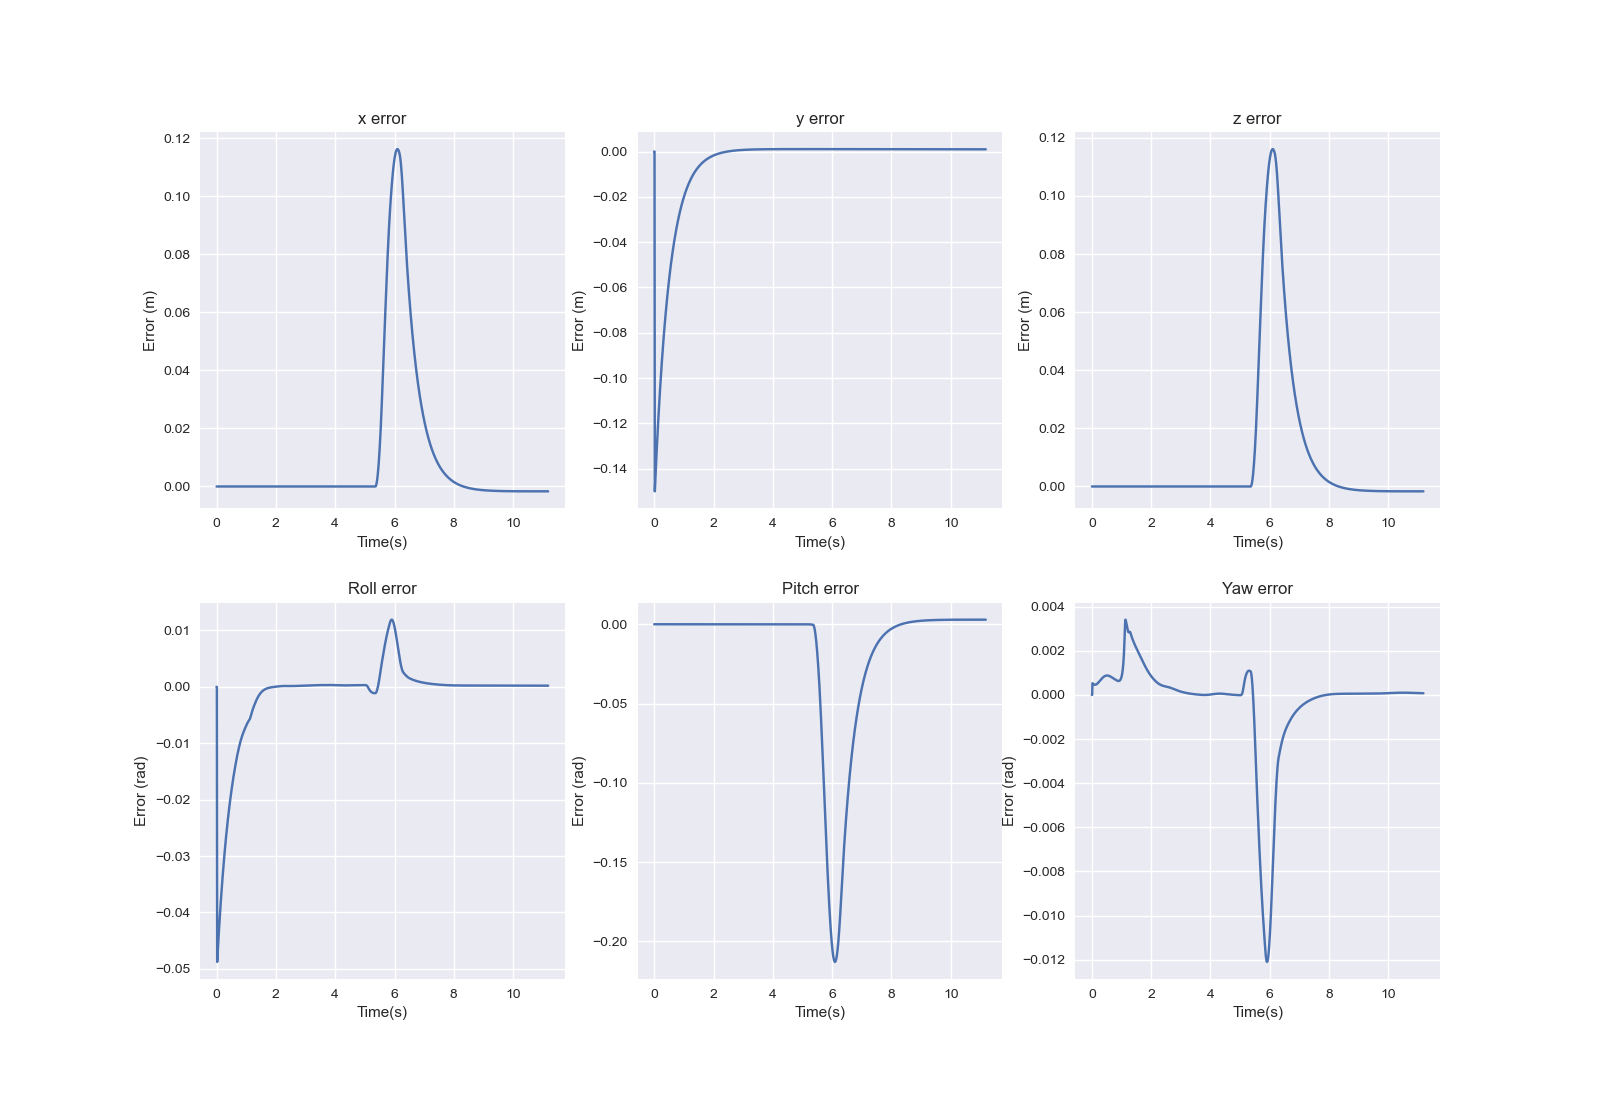 x error
y error
z error
0.12
0.10
0.08
0.06
0.04
0.02
0.00
Error (m)
0 2 4 6 8 10
Time(s)
0.00
−0.02
−0.04
−0.06
−0.08
−0.10
−0.12
−0.14
Error (m)
0 2 4 6 8 10
Time(s)
0.12
0.10
0.08
0.06
0.04
0.02
0.00
Error (m)
0 2 4 6 8 10
Time(s)
Roll error
Pitch error
Yaw error
0.01
0.00
−0.01
−0.02
−0.03
−0.04
−0.05
Error (rad)
0 2 4 6 8 10
Time(s)
0.00
−0.05
−0.10
−0.15
−0.20
Error (rad)
0 2 4 6 8 10
Time(s)
0.004
0.002
0.000
−0.002
−0.004
−0.006
−0.008
−0.010
−0.012
Error (rad)
0 2 4 6 8 10
Time(s)